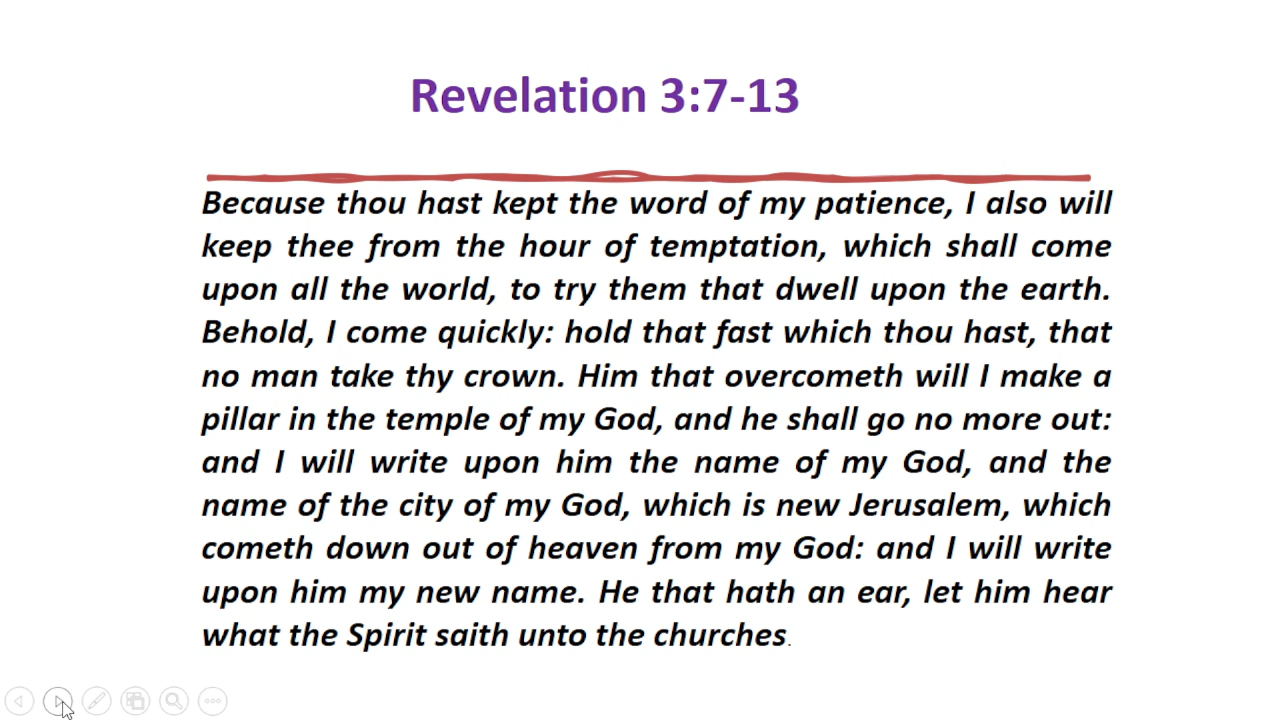 Revelation 3:7-13
Because thou hast kept the word of my patience, I also will
keep thee from the hour of temptation, which shall come
upon all the world, to try them that dwell upon the earth.
Behold, I come quickly: hold that fast which thou hast, that
no man take thy crown. Him that overcometh will I make a
pillar in the temple of my God, and he shall go no more out:
and I will write upon him the name of my God, and the
name of the city of my God, which is new Jerusalem, which
cometh down out of heaven from my God: and I will write
upon him my new name. He that hath an ear, let him hear
what the Spirit saith unto the churches.